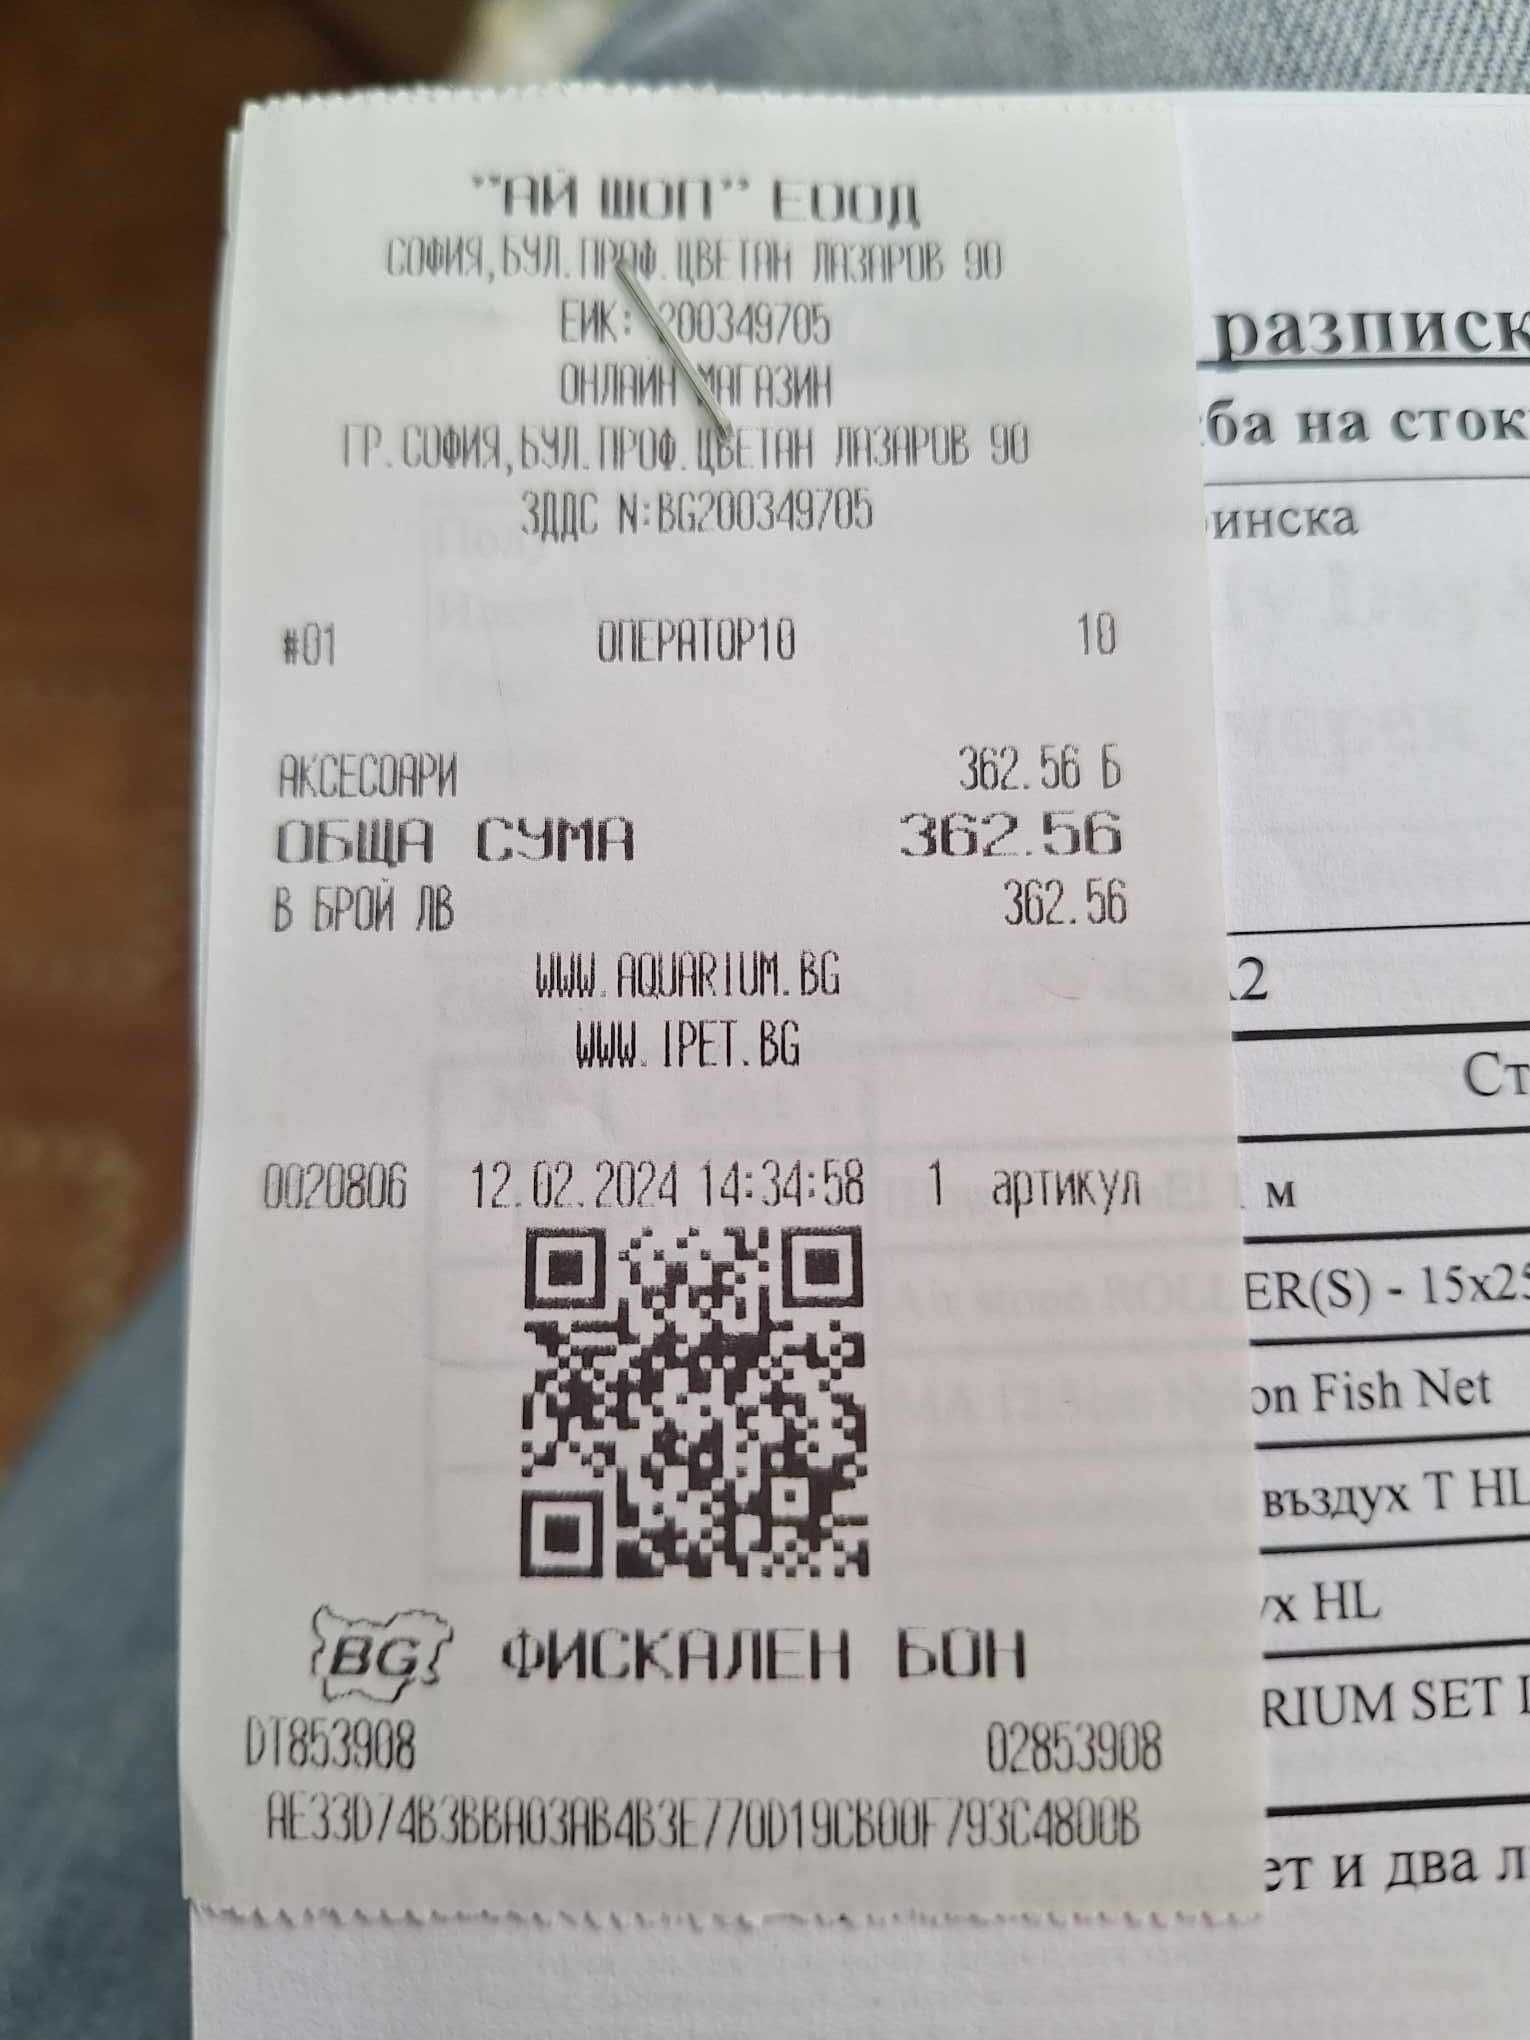 "АЙ ШОП" ЕООД
СОФИЯ,БУЛ.ПРОФ.ЦВЕТАН ЛАЗАРОВ 90
ЕИК: 200349705
ОНЛАЙН МАГАЗИН
ГР.СОФИЯ,БУЛ.ПРОФ.ЦВЕТАН ЛАЗАРОВ 90
ЗДДС N:BG200349705
#01 ОПЕРАТОР10 10
АКСЕСОАРИ 362.56 Б
ОБЩА СУМА 362.56
В БРОЙ ЛВ 362.56
WWW.AQUARIUM.BG
WWW.IPET.BG
0020806 12.02.2024 14:34:58 1 артикул
BG ФИСКАЛЕН БОН
DT853908 02853908
AE33D74B3BBA03AB4B3E770D19CB00F793C4800B
разписк
ба на сток
инска
.2
Ст
м
ER(S) - 15x25
on Fish Net
въздух T HL
ух HL
RIUM SET
ет и два л